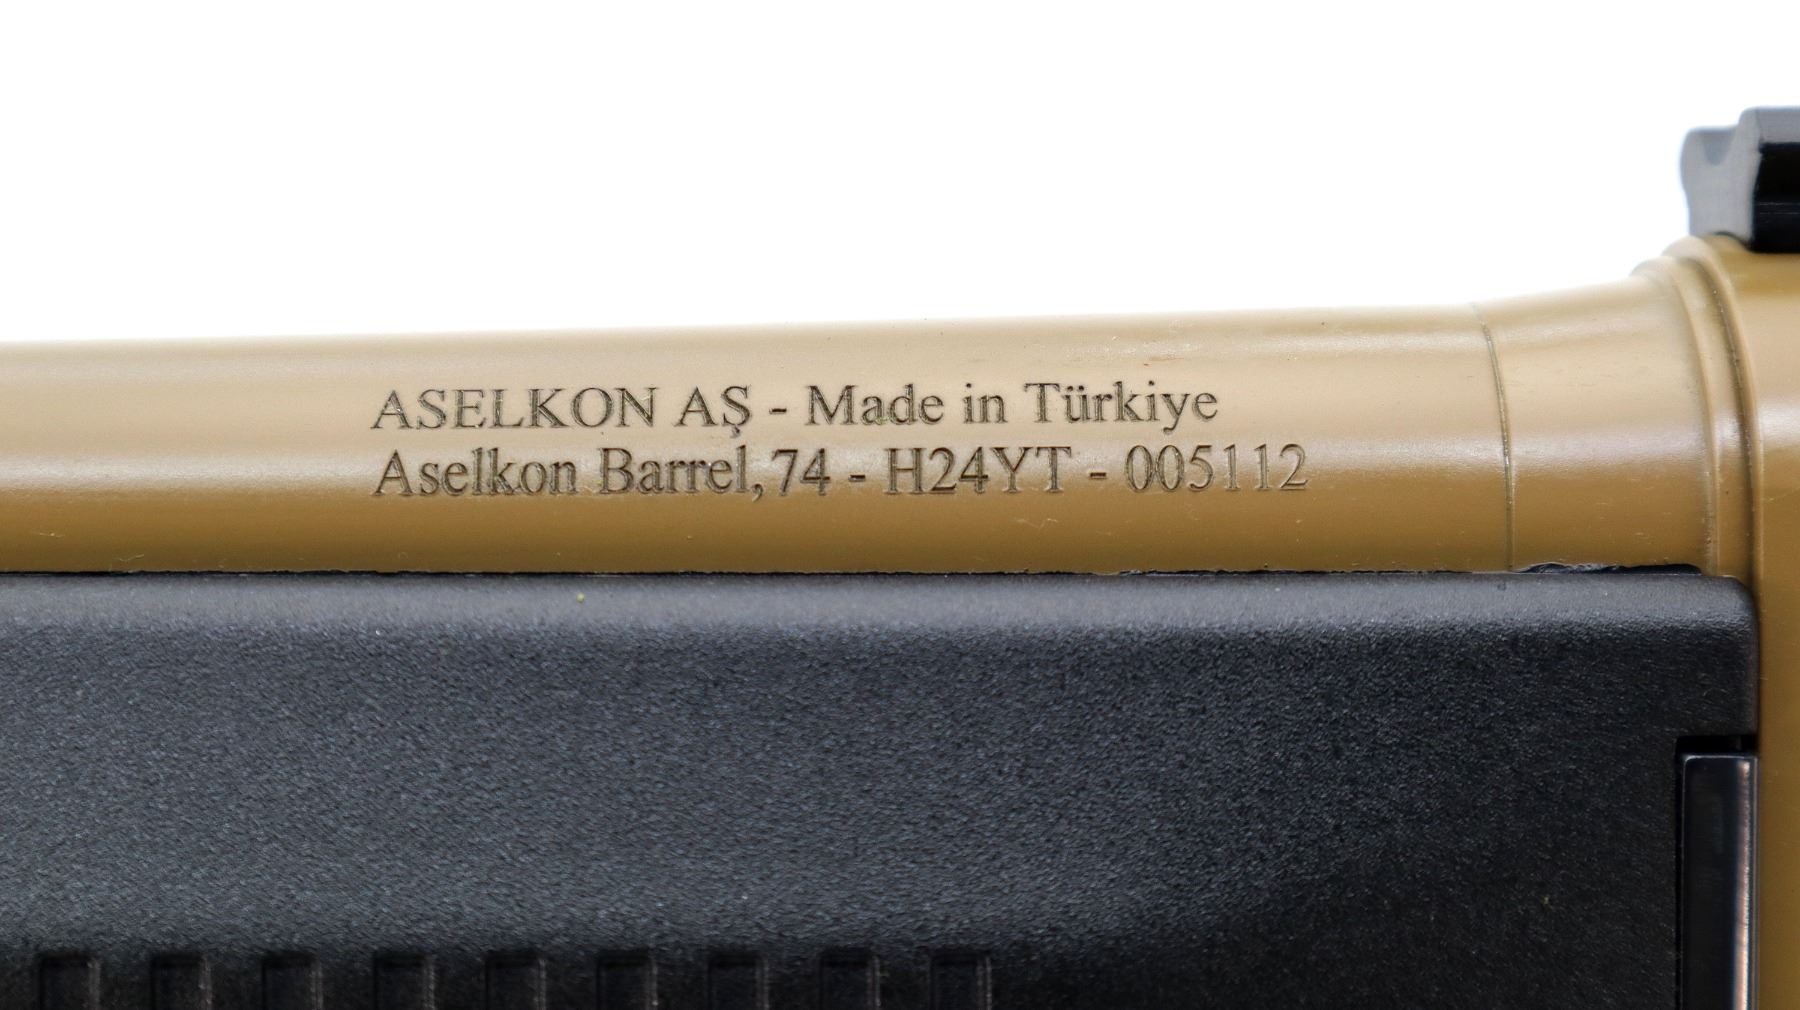 ASELKON AŞ - Made in Türkiye
Aselkon Barrel, 74 - H24YT - 005112